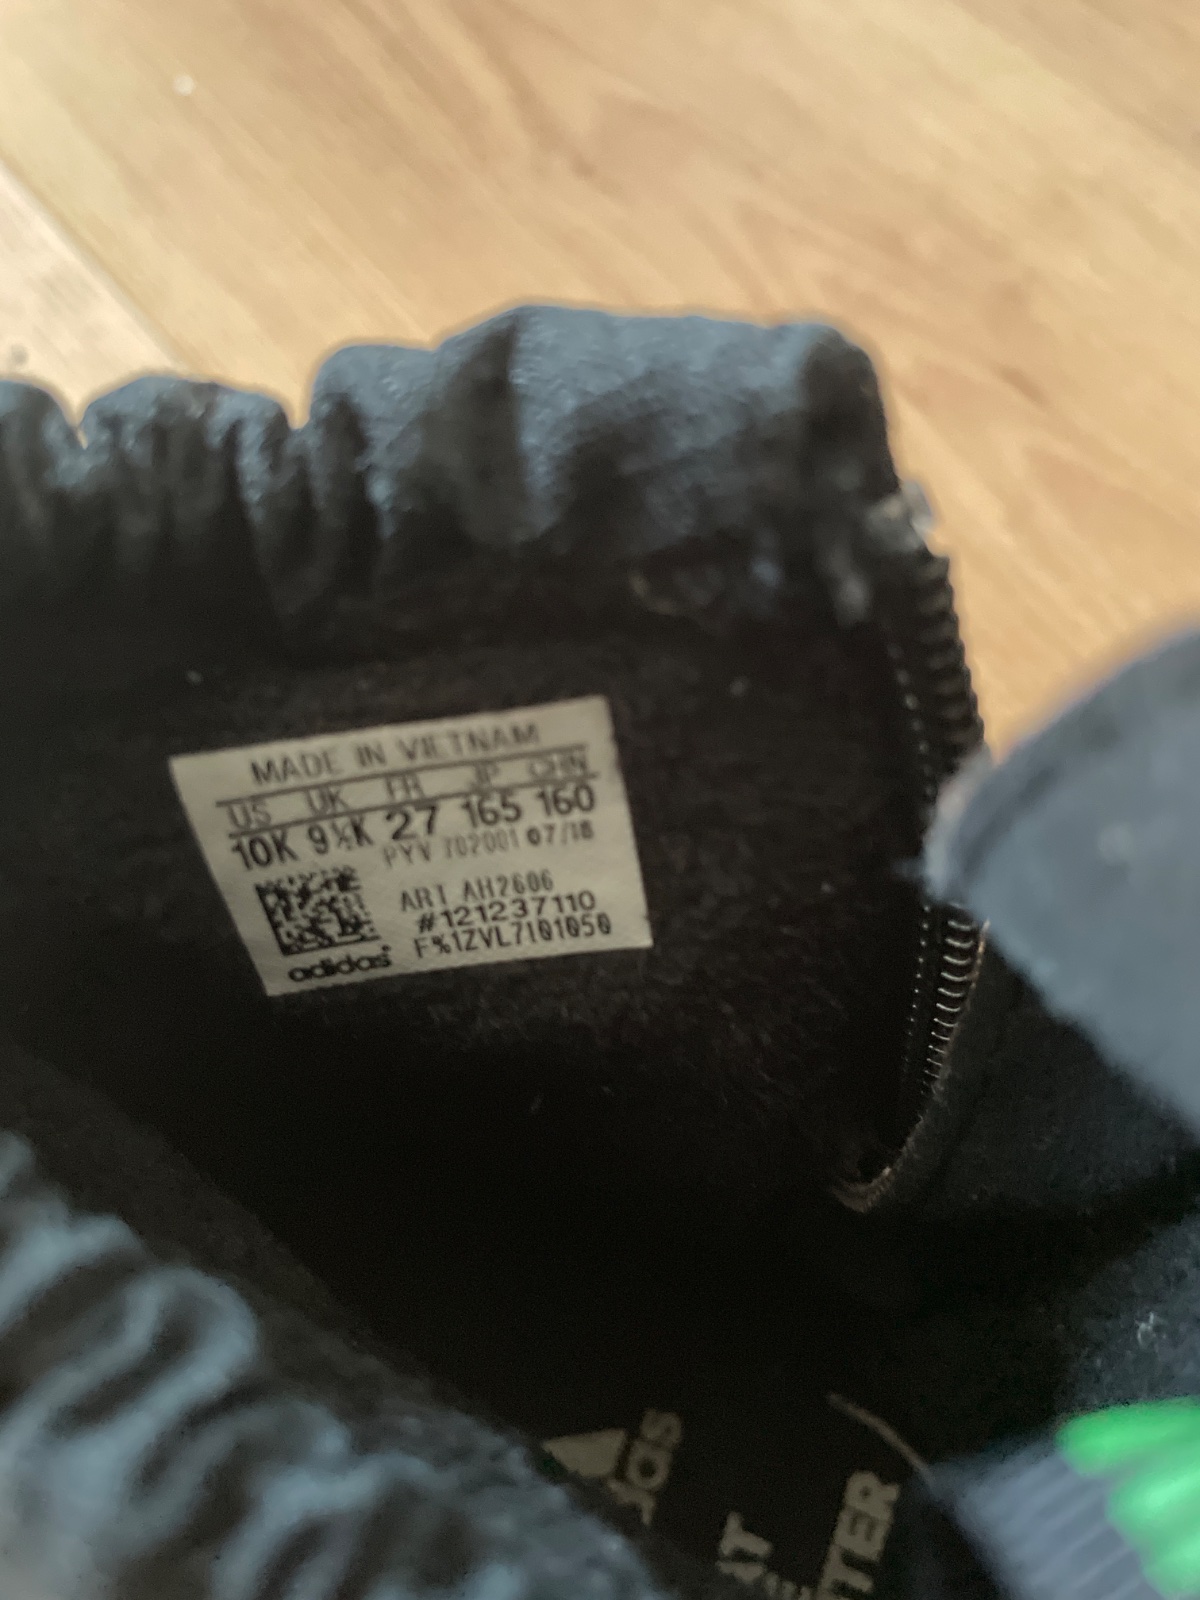 MADE IN VIETNAM
US UK FR JP CHN
10K 9½K 27 165 160
PYV 702001 07/18
ART AH2606
#121237110
F%1ZVL7101050
adidas